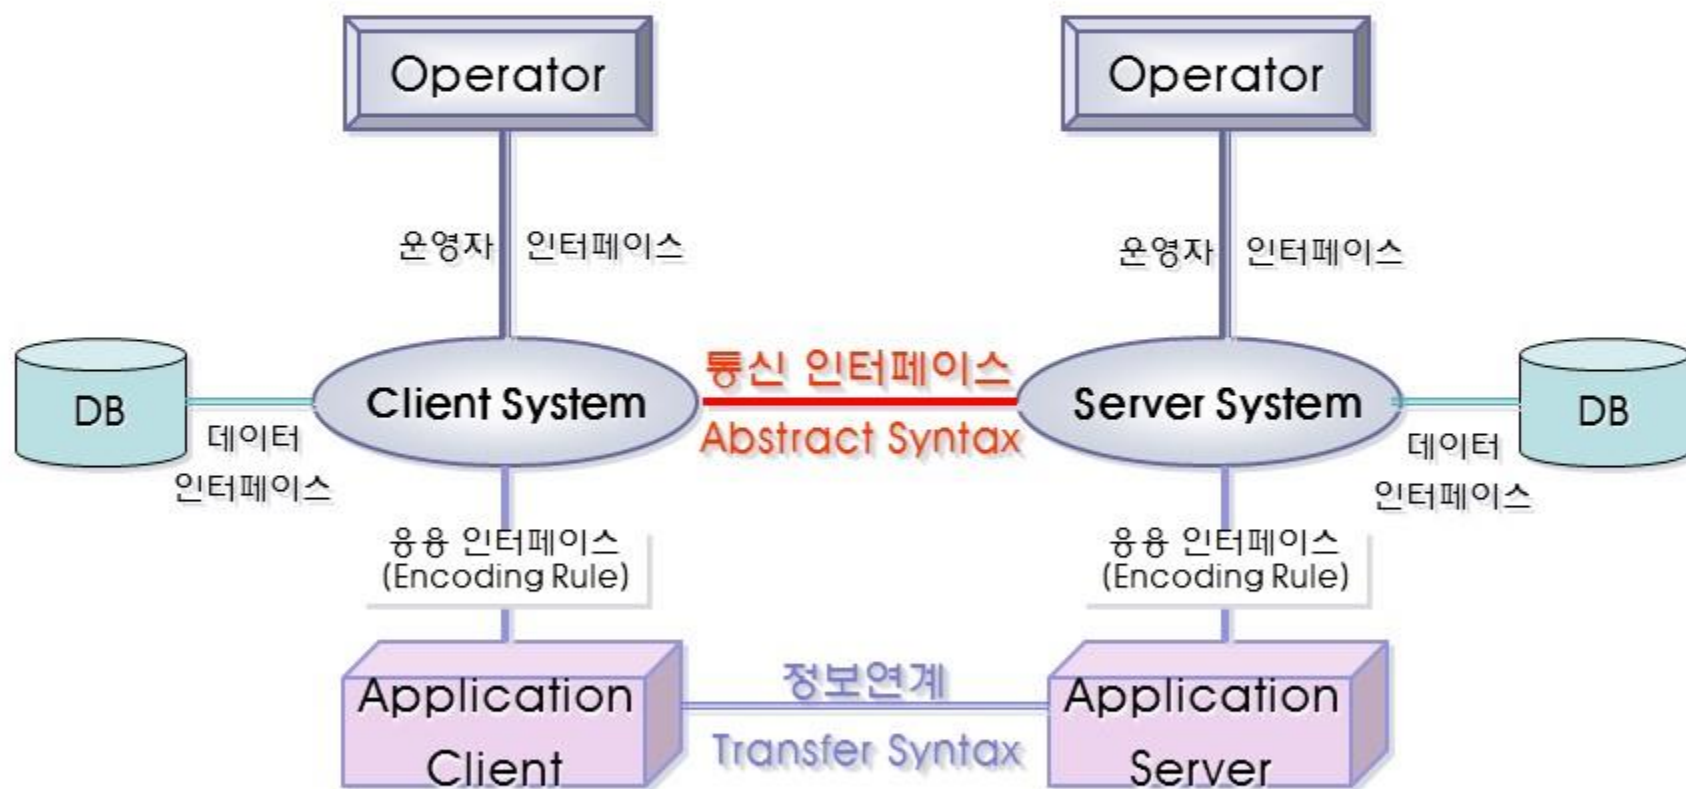 Operator
Operator
운영자 인터페이스
운영자 인터페이스
DB
Client System
통신 인터페이스
Abstract Syntax
Server System
DB
데이터
인터페이스
데이터
인터페이스
응용 인터페이스
(Encoding Rule)
응용 인터페이스
(Encoding Rule)
Application
Client
정보연계
Transfer Syntax
Application
Server